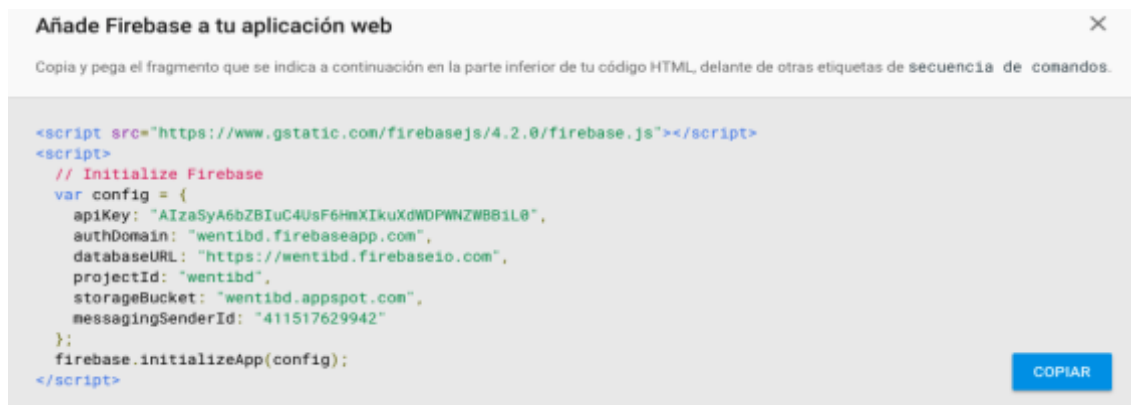 Añade Firebase a tu aplicación web
Copia y pega el fragmento que se indica a continuación en la parte inferior de tu código HTML, delante de otras etiquetas de secuencia de comandos.
<script src="https://www.gstatic.com/firebasejs/4.2.0/firebase.js"></script>
<script>
// Initialize Firebase
var config = {
apiKey: "AIzaSyA6bZBIuC4UsF6HmXIkuXdWDPWNZWBBiL0",
authDomain: "wentibd.firebaseapp.com",
databaseURL: "https://wentibd.firebaseio.com",
projectId: "wentibd",
storageBucket: "wentibd.appspot.com",
messagingSenderId: "411517629942"
};
firebase.initializeApp(config);
</script>
COPIAR